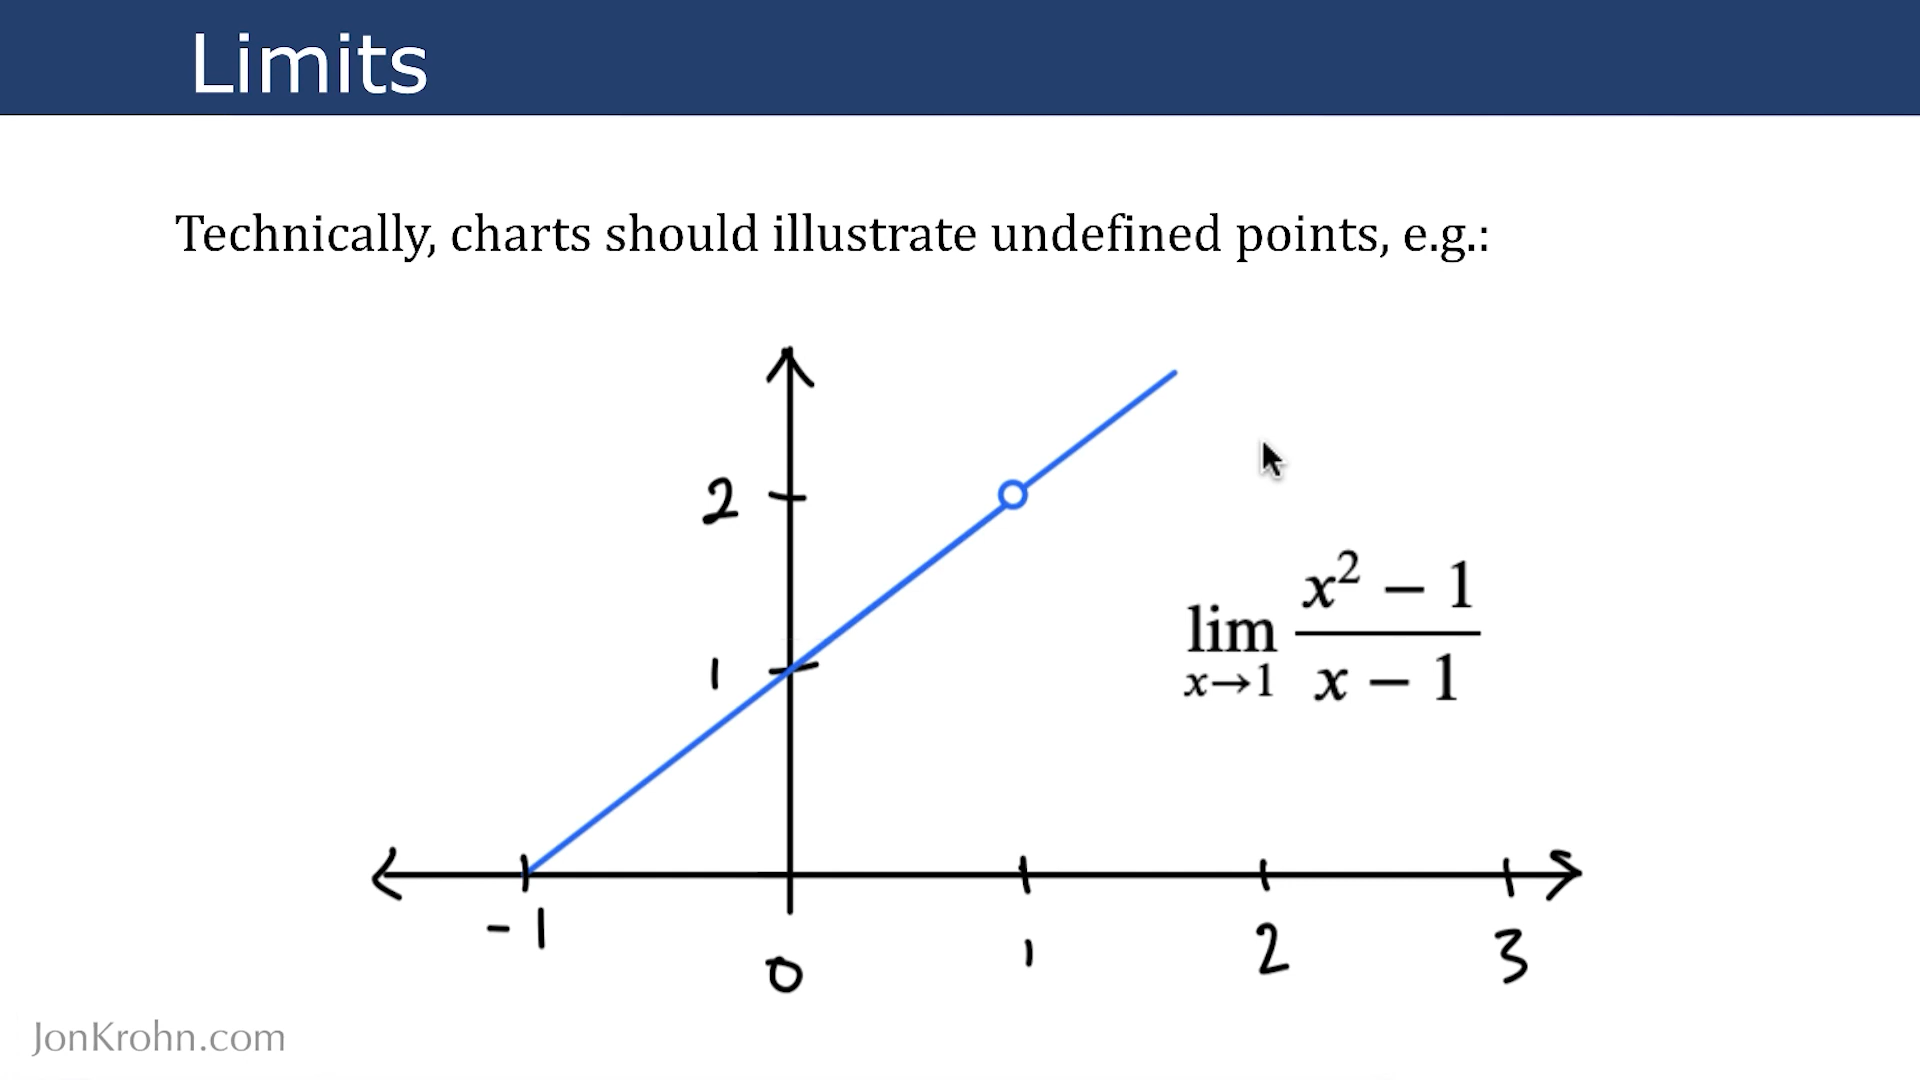 Limits
Technically, charts should illustrate undefined points, e.g.:
2
1
lim x→1 x² − 1 / x − 1
-1
0
1
2
3
JonKrohn.com